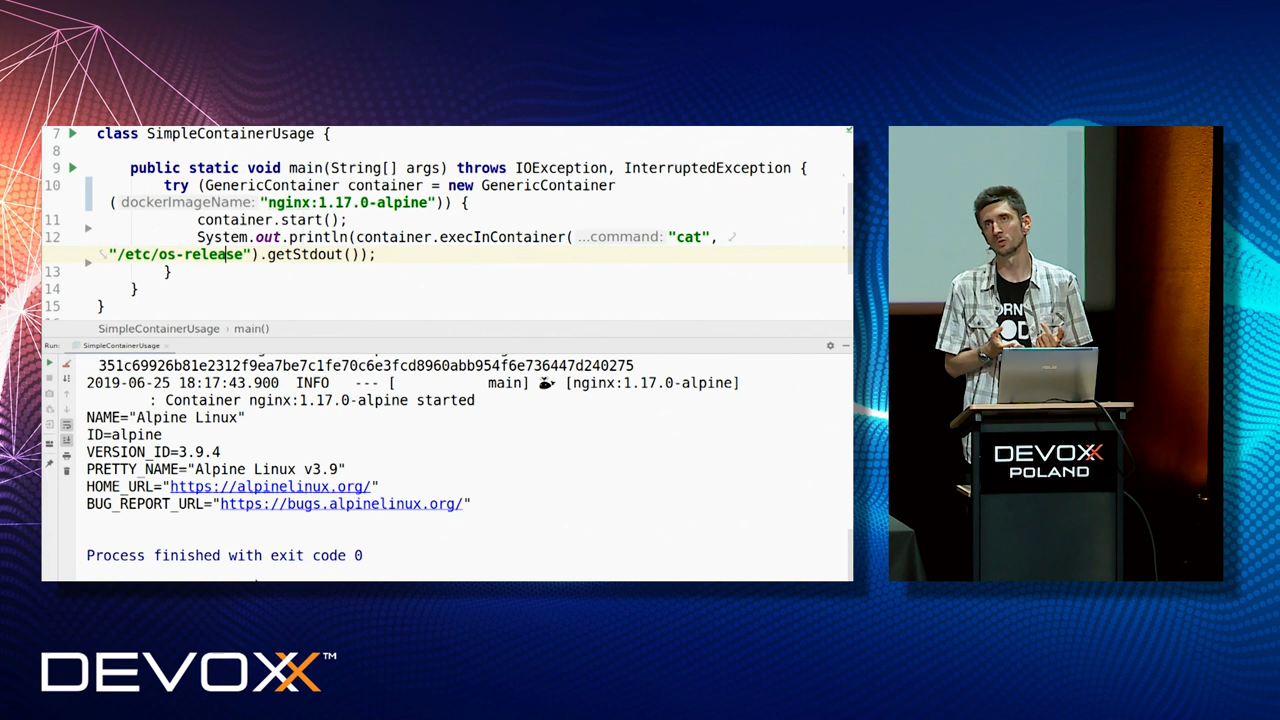 7 class SimpleContainerUsage {
8
9 public static void main(String[] args) throws IOException, InterruptedException {
10 try (GenericContainer container = new GenericContainer
( dockerImageName: "nginx:1.17.0-alpine")) {
11 container.start();
12 System.out.println(container.execInContainer( ...command: "cat",
"/etc/os-release").getStdout());
13 }
14 }
15 }
SimpleContainerUsage › main()
Run: SimpleContainerUsage
351c69926b81e2312f9ea7be7c1fe70c6e3fcd8960abb954f6e736447d240275
2019-06-25 18:17:43.900 INFO --- [ main] 🐳 [nginx:1.17.0-alpine]
: Container nginx:1.17.0-alpine started
NAME="Alpine Linux"
ID=alpine
VERSION_ID=3.9.4
PRETTY_NAME="Alpine Linux v3.9"
HOME_URL="https://alpinelinux.org/"
BUG_REPORT_URL="https://bugs.alpinelinux.org/"
Process finished with exit code 0
ASUS
DEVOXX
POLAND
DEVOXX™